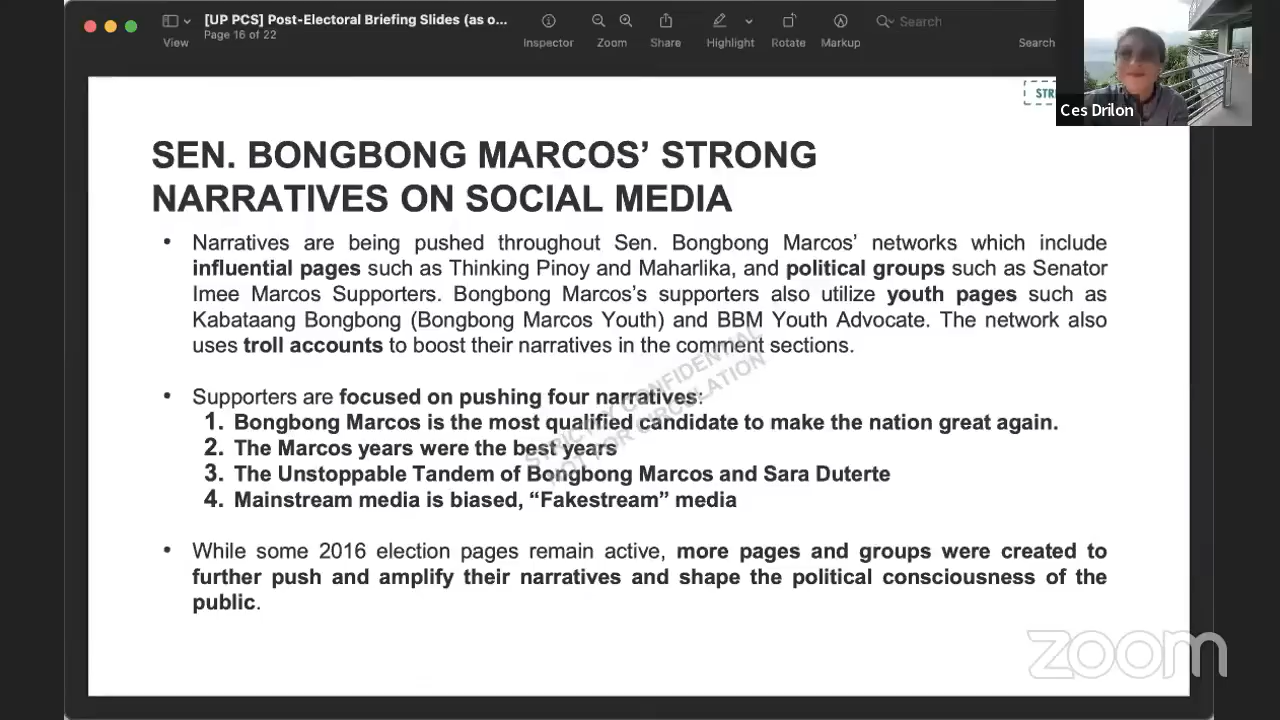 [UP PCS] Post-Electoral Briefing Slides (as o...
Page 16 of 22
View
Inspector
Zoom
Share
Highlight
Rotate
Markup
Search
Search
Ces Drilon
SEN. BONGBONG MARCOS’ STRONG
NARRATIVES ON SOCIAL MEDIA
• Narratives are being pushed throughout Sen. Bongbong Marcos’ networks which include
influential pages such as Thinking Pinoy and Maharlika, and political groups such as Senator
Imee Marcos Supporters. Bongbong Marcos’s supporters also utilize youth pages such as
Kabataang Bongbong (Bongbong Marcos Youth) and BBM Youth Advocate. The network also
uses troll accounts to boost their narratives in the comment sections.
• Supporters are focused on pushing four narratives:
1. Bongbong Marcos is the most qualified candidate to make the nation great again.
2. The Marcos years were the best years
3. The Unstoppable Tandem of Bongbong Marcos and Sara Duterte
4. Mainstream media is biased, “Fakestream” media
• While some 2016 election pages remain active, more pages and groups were created to
further push and amplify their narratives and shape the political consciousness of the
public.
STRICTLY CONFIDENTIAL
NOT FOR CIRCULATION
zoom